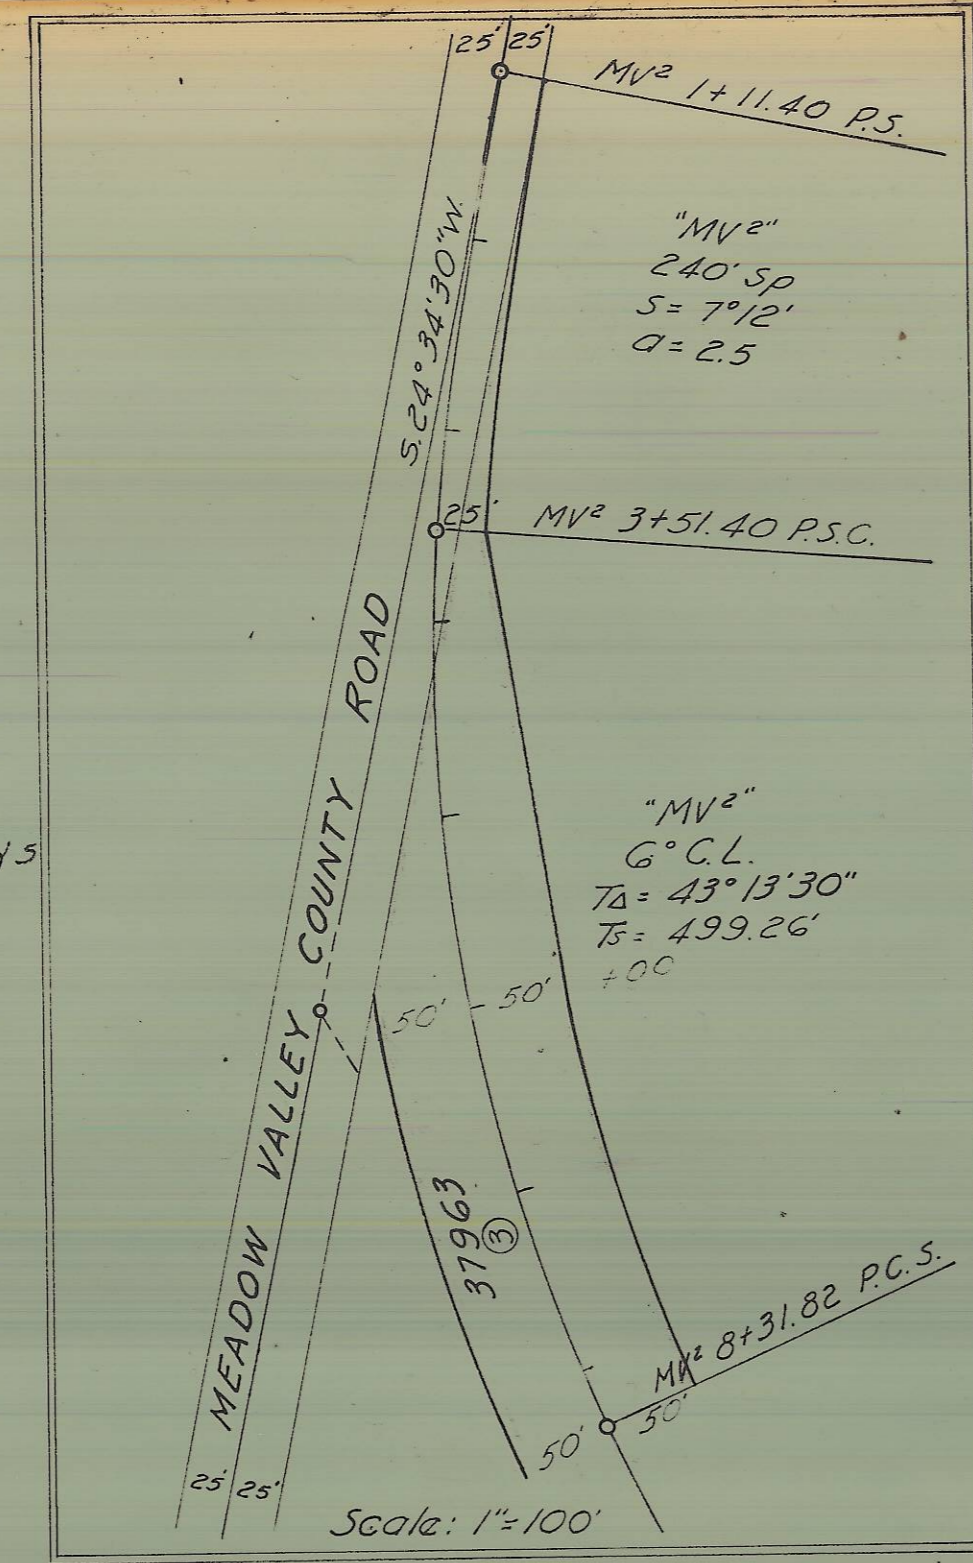 25' 25'
MV² 1+11.40 P.S.
S.24°34'30"W.
"MV²"
240' Sp
S = 7°12'
a = 2.5
25'
MV² 3+51.40 P.S.C.
MEADOW VALLEY COUNTY ROAD
"MV²"
6° C.L.
TΔ = 43°13'30"
Ts = 499.26'
+00
50' 50'
37963
③
MV² 8+31.82 P.C.S.
50' 50'
25' 25'
Scale: 1"=100'